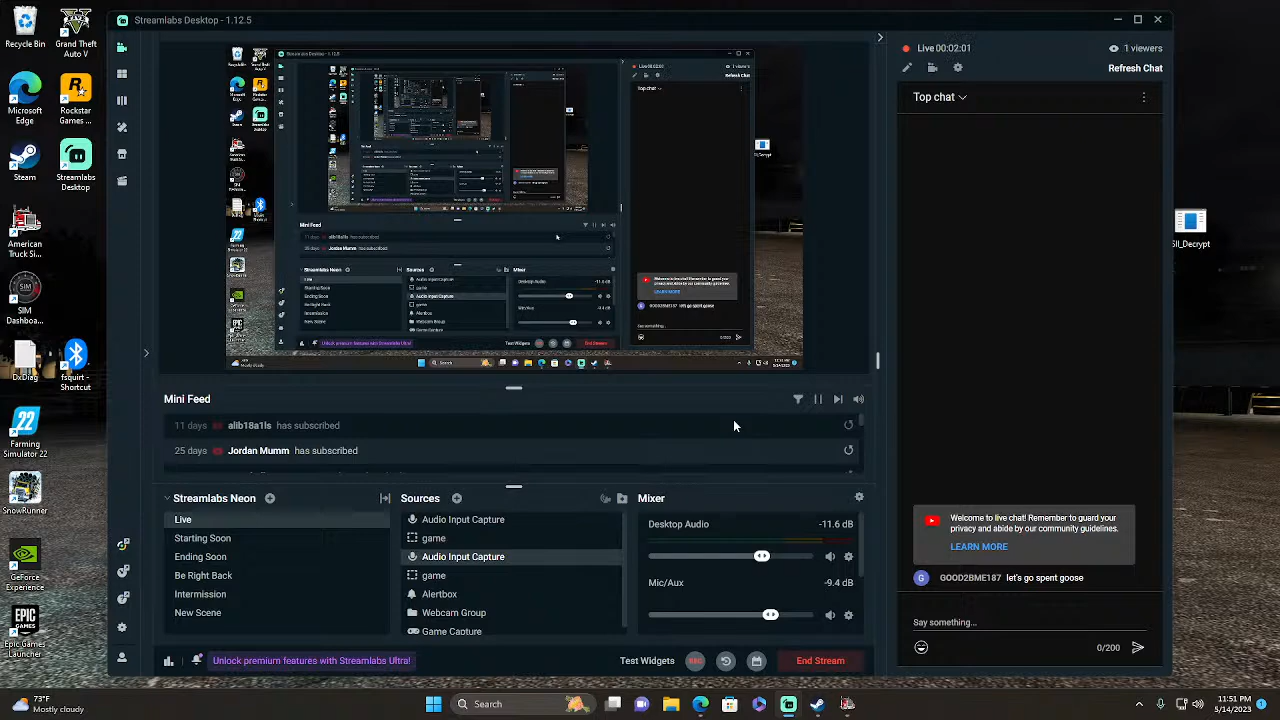 Recycle Bin
Grand Theft Auto V
Microsoft Edge
Rockstar Games ...
Steam
Streamlabs Desktop
American Truck Si...
SIM Dashboa...
DxDiag
fsquirt - Shortcut
Farming Simulator 22
SnowRunner
GeForce Experience
Epic Games Launcher
Streamlabs Desktop - 1.12.5
Live 00:02:01
1 viewers
Refresh Chat
Top chat
Mini Feed
11 days alib18a1ls has subscribed
25 days Jordan Mumm has subscribed
Streamlabs Neon
Live
Starting Soon
Ending Soon
Be Right Back
Intermission
New Scene
Sources
Audio Input Capture
game
Audio Input Capture
game
Alertbox
Webcam Group
Game Capture
Mixer
Desktop Audio -11.6 dB
Mic/Aux -9.4 dB
Unlock premium features with Streamlabs Ultra!
Test Widgets
REC
End Stream
Welcome to live chat! Remember to guard your
privacy and abide by our community guidelines.
LEARN MORE
G GOOD2BME187 let's go spent goose
Say something...
0/200
ll_Decrypt
73°F
Mostly cloudy
Search
11:51 PM
5/14/2023